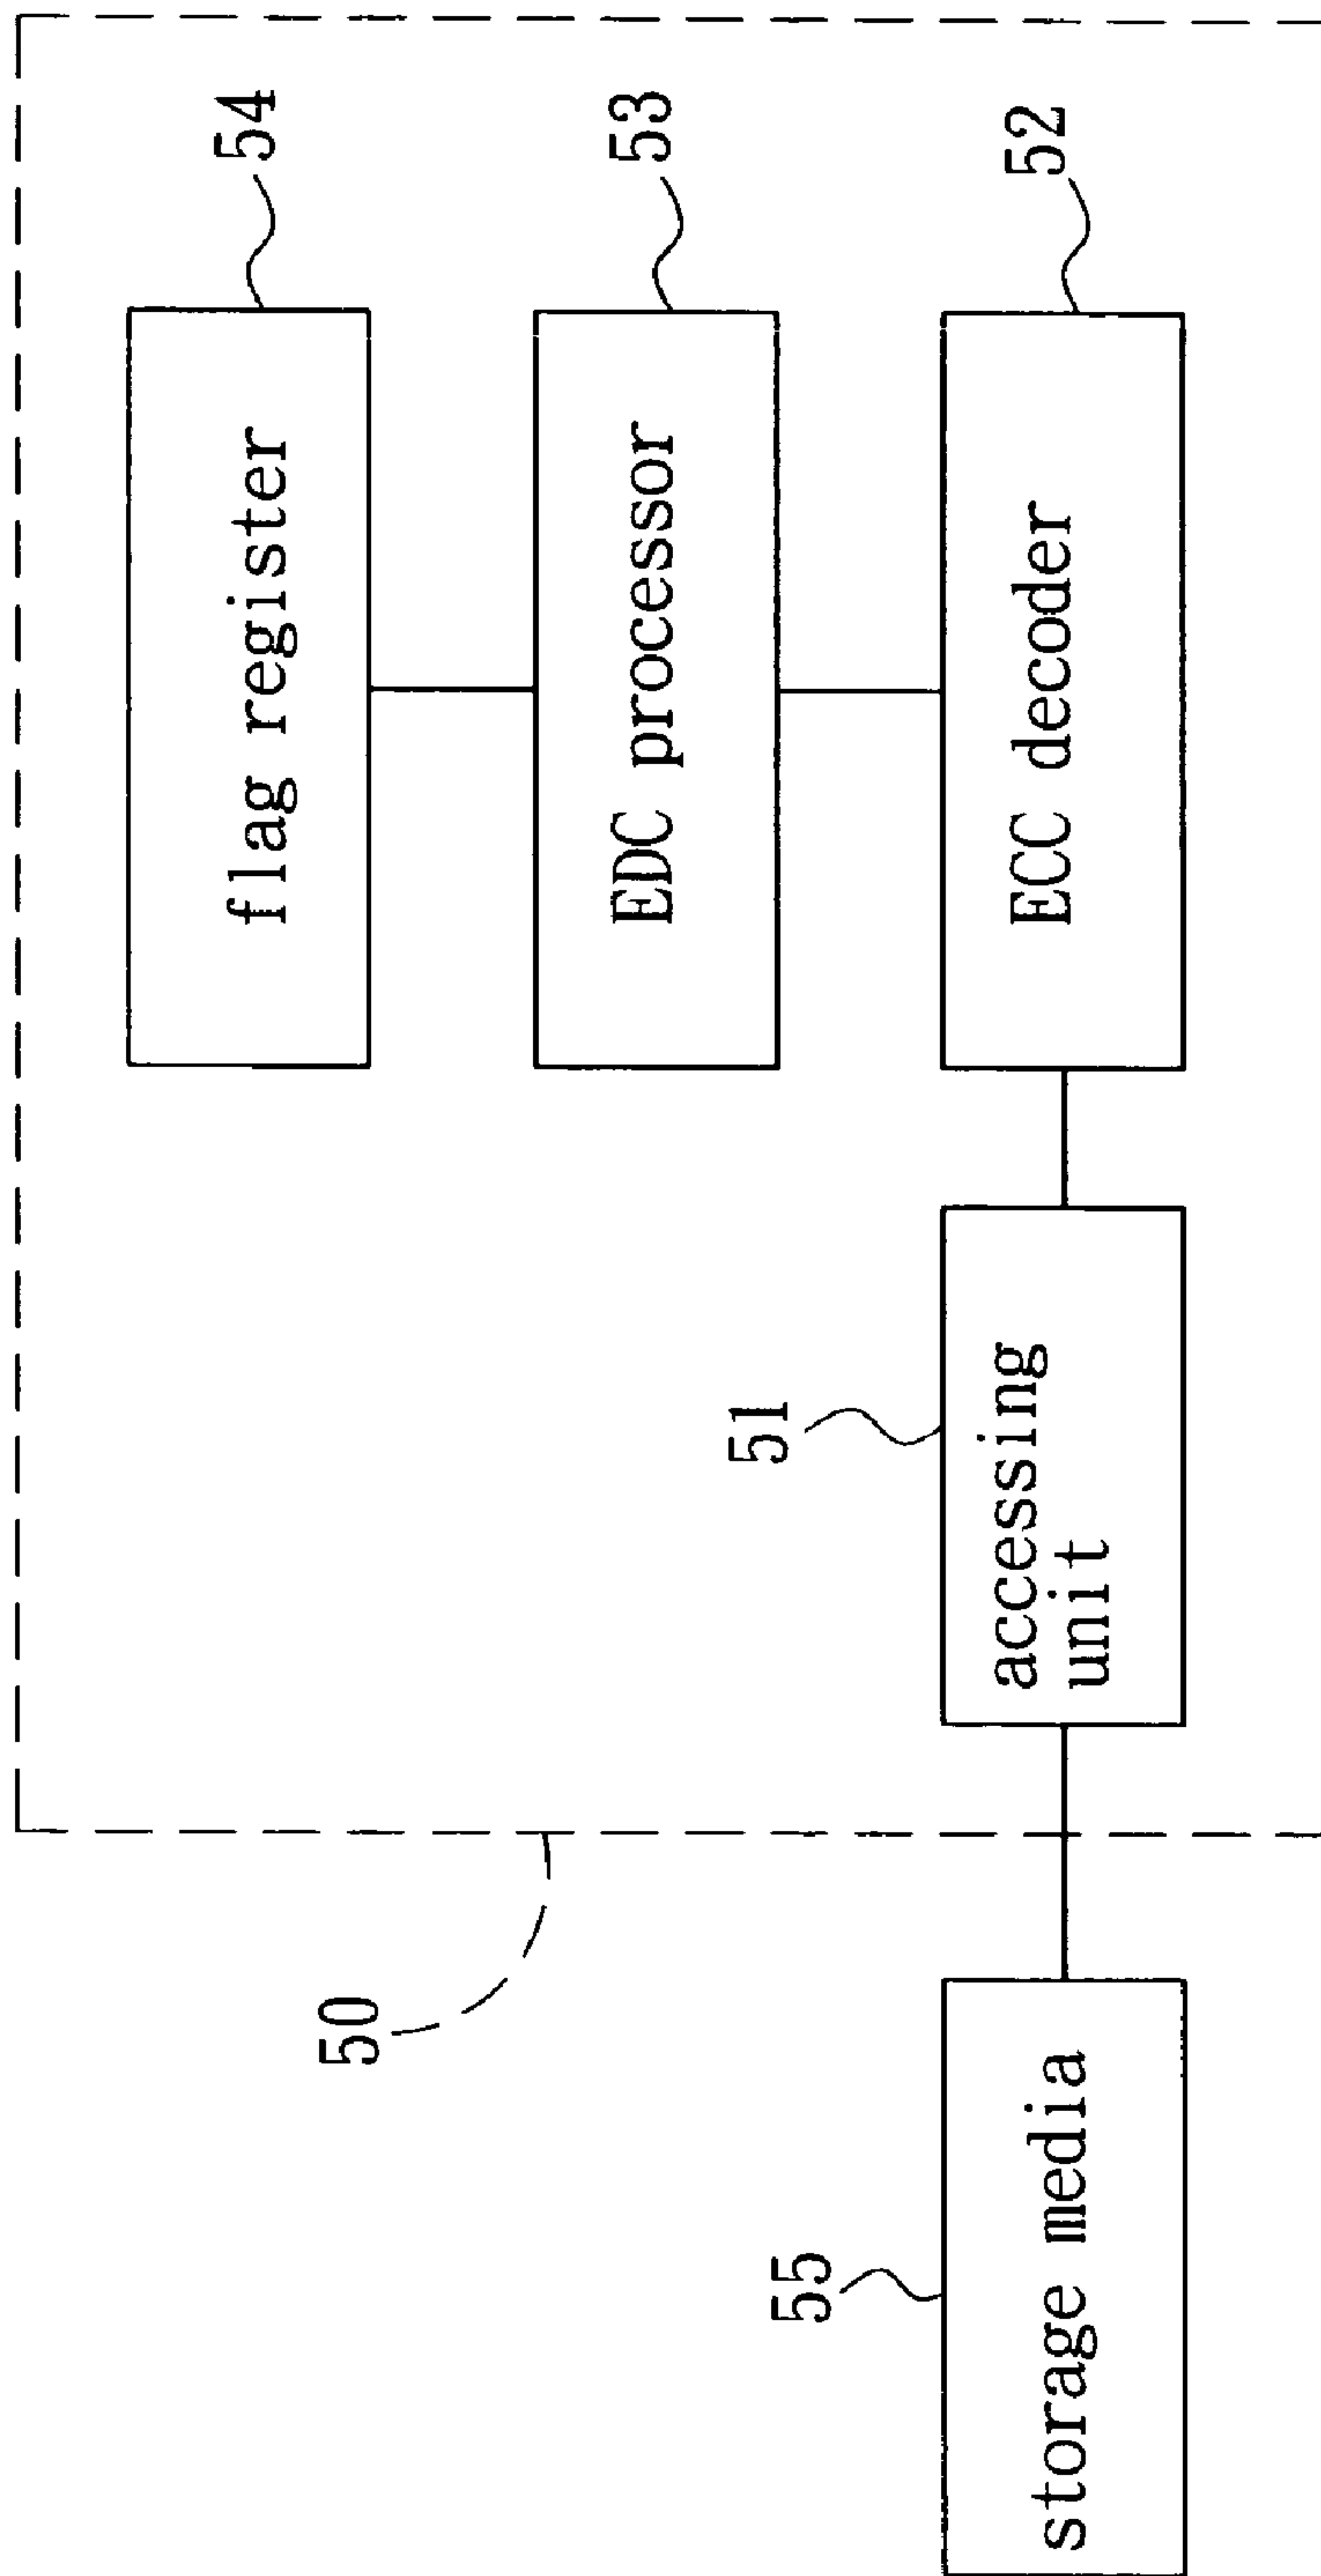 54
flag register
53
EDC processor
52
ECC decoder
51
accessing
unit
50
55
storage media